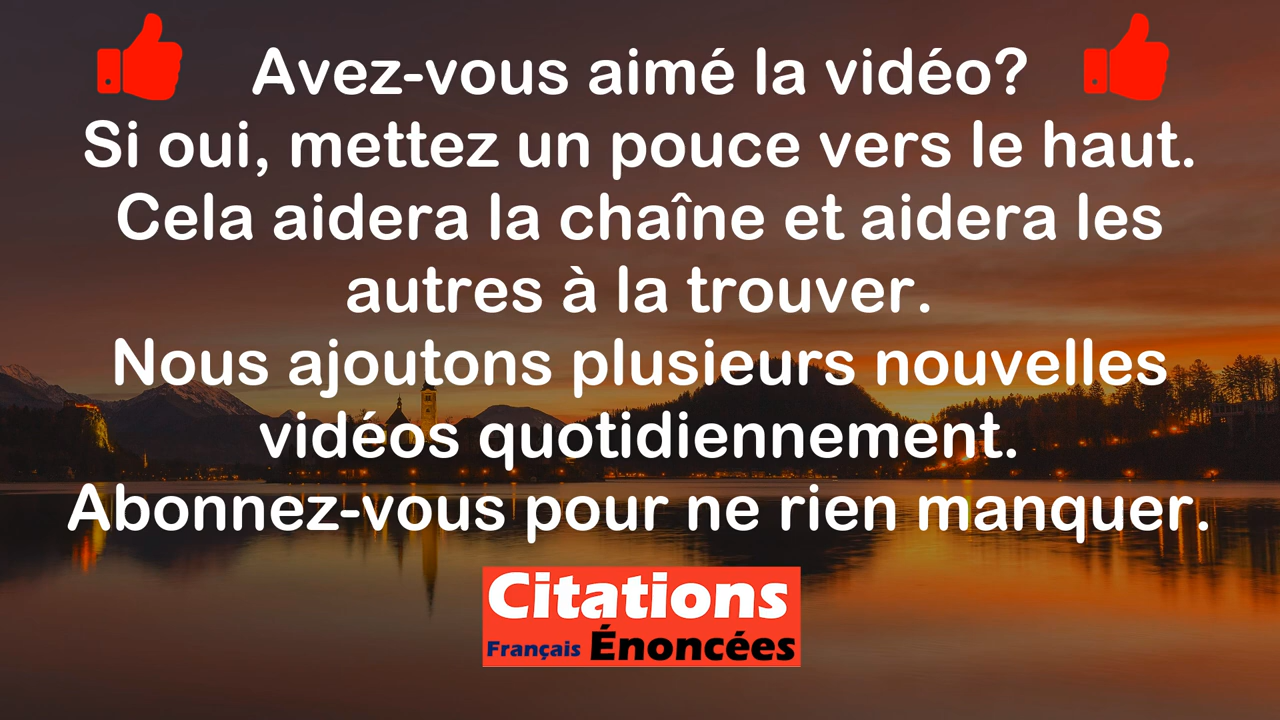 Avez-vous aimé la vidéo?
Si oui, mettez un pouce vers le haut.
Cela aidera la chaîne et aidera les
autres à la trouver.
Nous ajoutons plusieurs nouvelles
vidéos quotidiennement.
Abonnez-vous pour ne rien manquer.
Citations
Français Énoncées